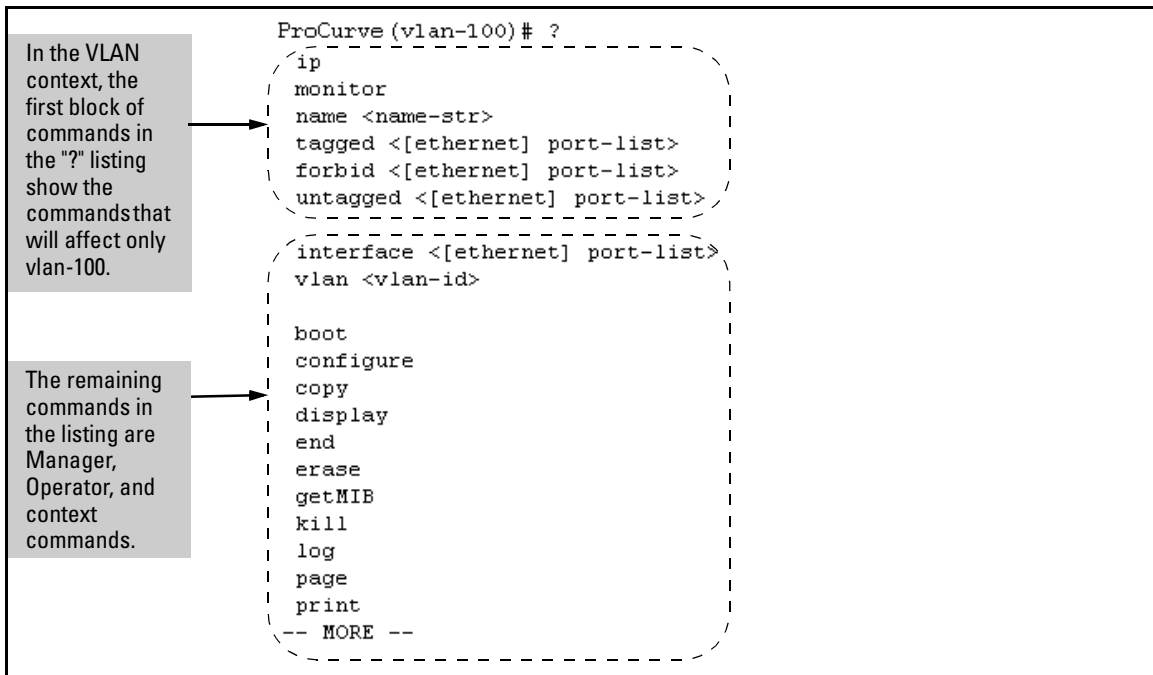 ProCurve (vlan-100)# ?
In the VLAN
context, the
first block of
commands in
the "?" listing
show the
commands that
will affect only
vlan-100.
ip
monitor
name <name-str>
tagged <[ethernet] port-list>
forbid <[ethernet] port-list>
untagged <[ethernet] port-list>
interface <[ethernet] port-list>
vlan <vlan-id>
boot
configure
copy
display
end
erase
getMIB
kill
log
page
print
-- MORE --
The remaining
commands in
the listing are
Manager,
Operator, and
context
commands.